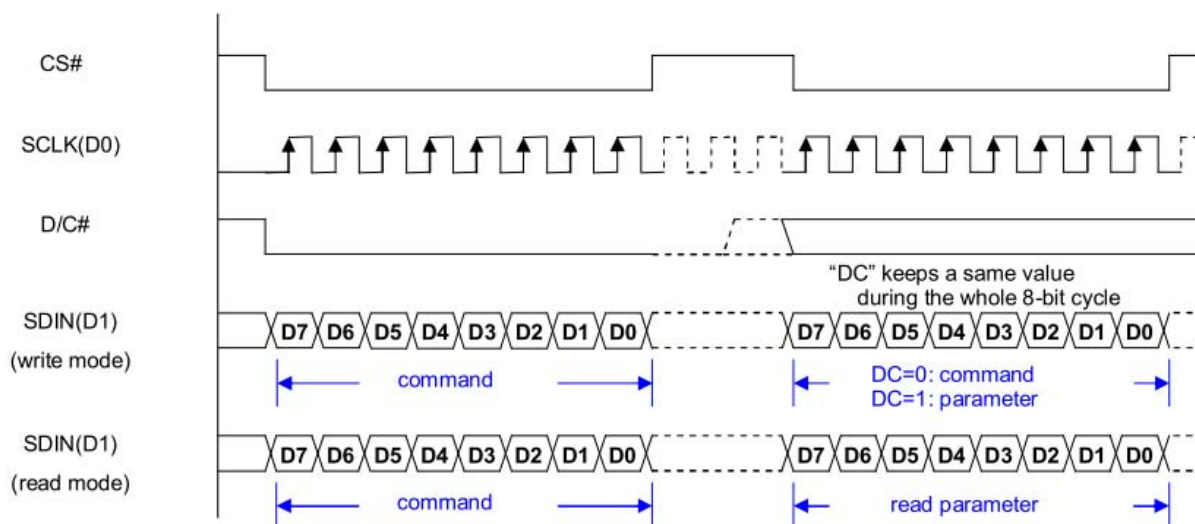 CS#
SCLK(D0)
D/C#
“DC” keeps a same value
during the whole 8-bit cycle
SDIN(D1)
(write mode)
D7 D6 D5 D4 D3 D2 D1 D0
D7 D6 D5 D4 D3 D2 D1 D0
command
DC=0: command
DC=1: parameter
SDIN(D1)
(read mode)
D7 D6 D5 D4 D3 D2 D1 D0
D7 D6 D5 D4 D3 D2 D1 D0
command
read parameter